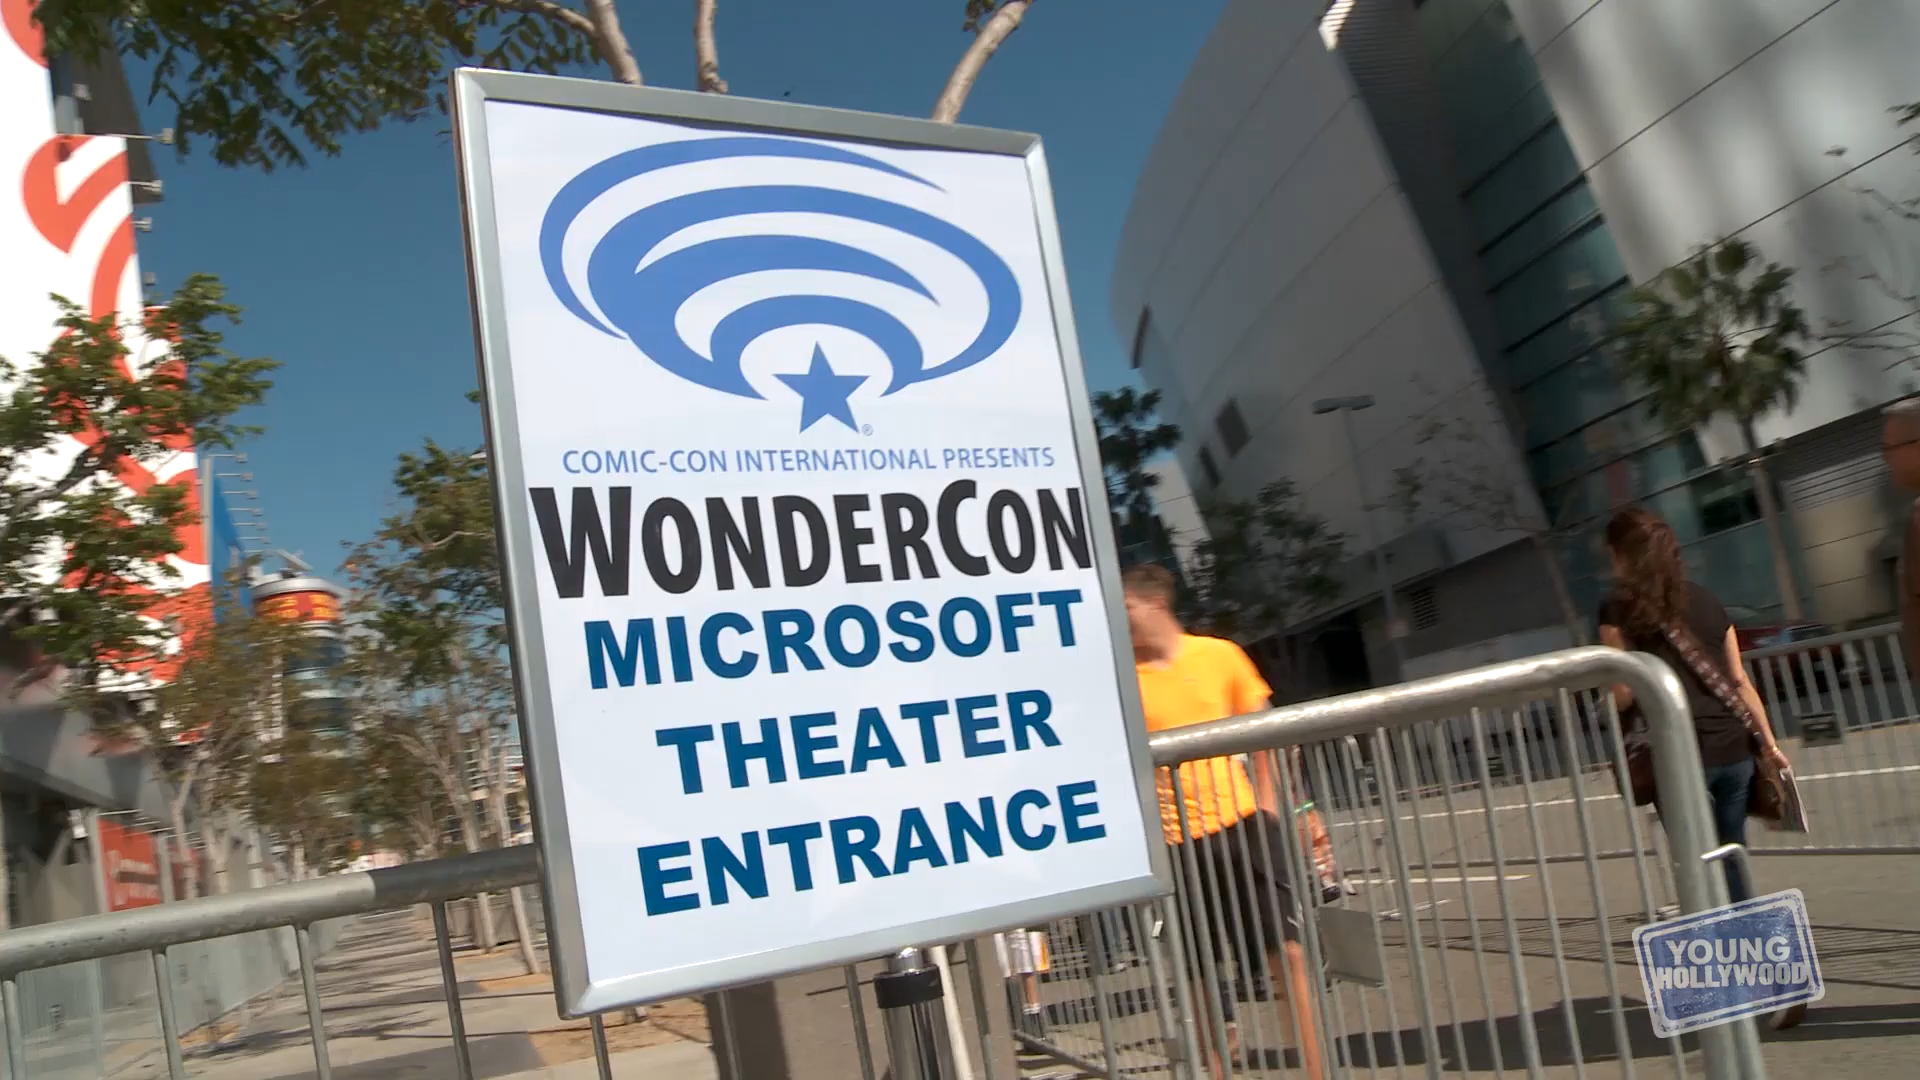 COMIC-CON INTERNATIONAL PRESENTS
WONDERCON
MICROSOFT
THEATER
ENTRANCE
YOUNG
HOLLYWOOD